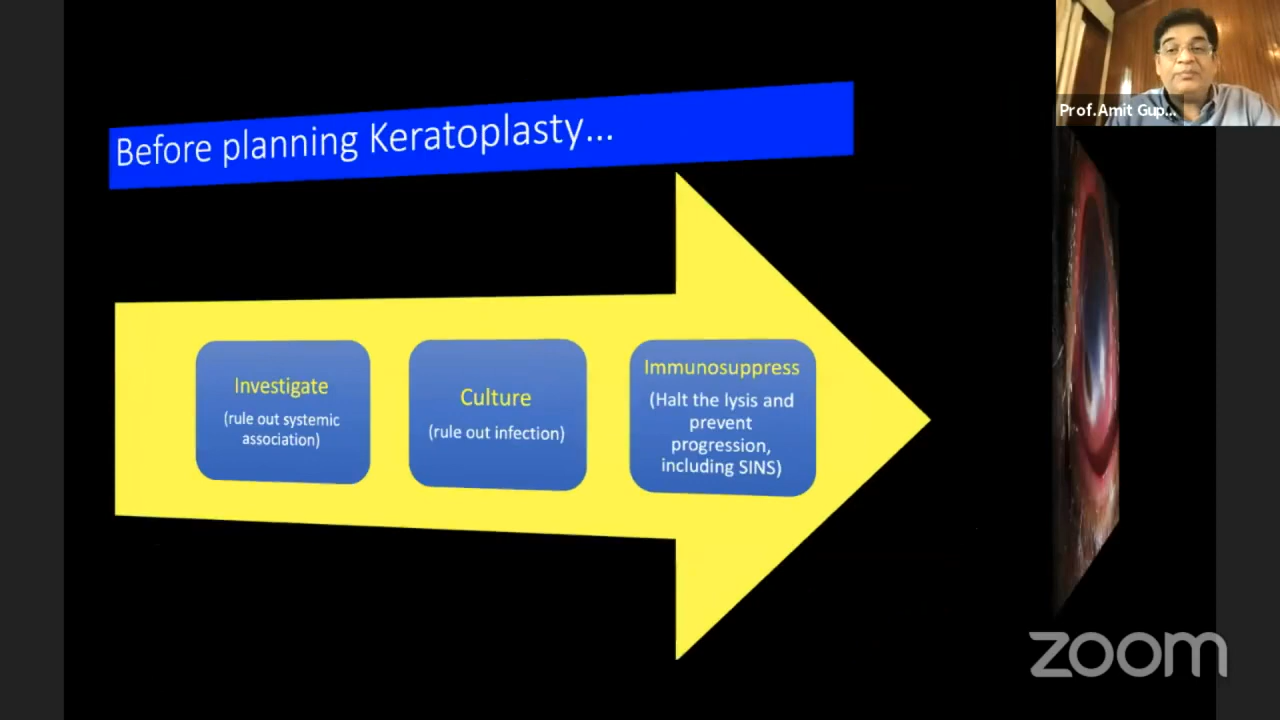 Prof.Amit Gup...
Before planning Keratoplasty...
Investigate
(rule out systemic
association)
Culture
(rule out infection)
Immunosuppress
(Halt the lysis and
prevent
progression,
including SINS)
zoom